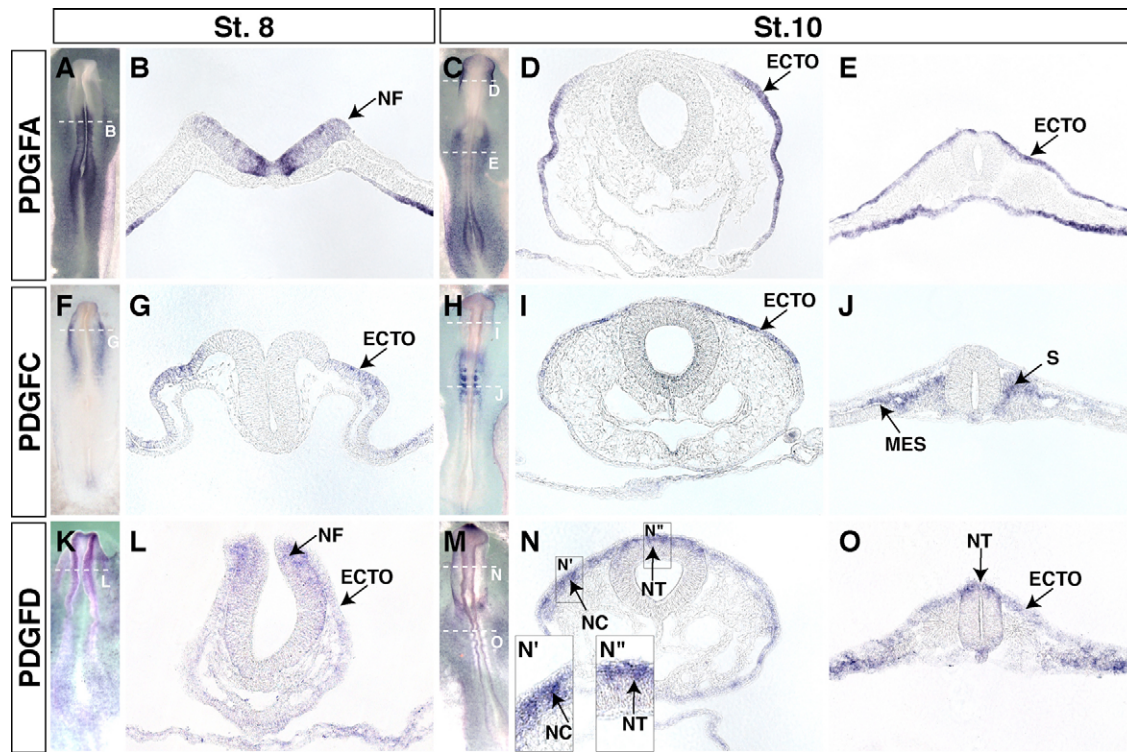 St. 8
St.10
PDGFA
A
B
B
NF
C
D
E
D
ECTO
E
ECTO
PDGFC
F
G
G
ECTO
H
I
J
I
ECTO
J
S
MES
PDGFD
K
L
L
NF
ECTO
M
N
O
N
N'
N"
NC
NT
N'
NC
N"
NT
O
NT
ECTO